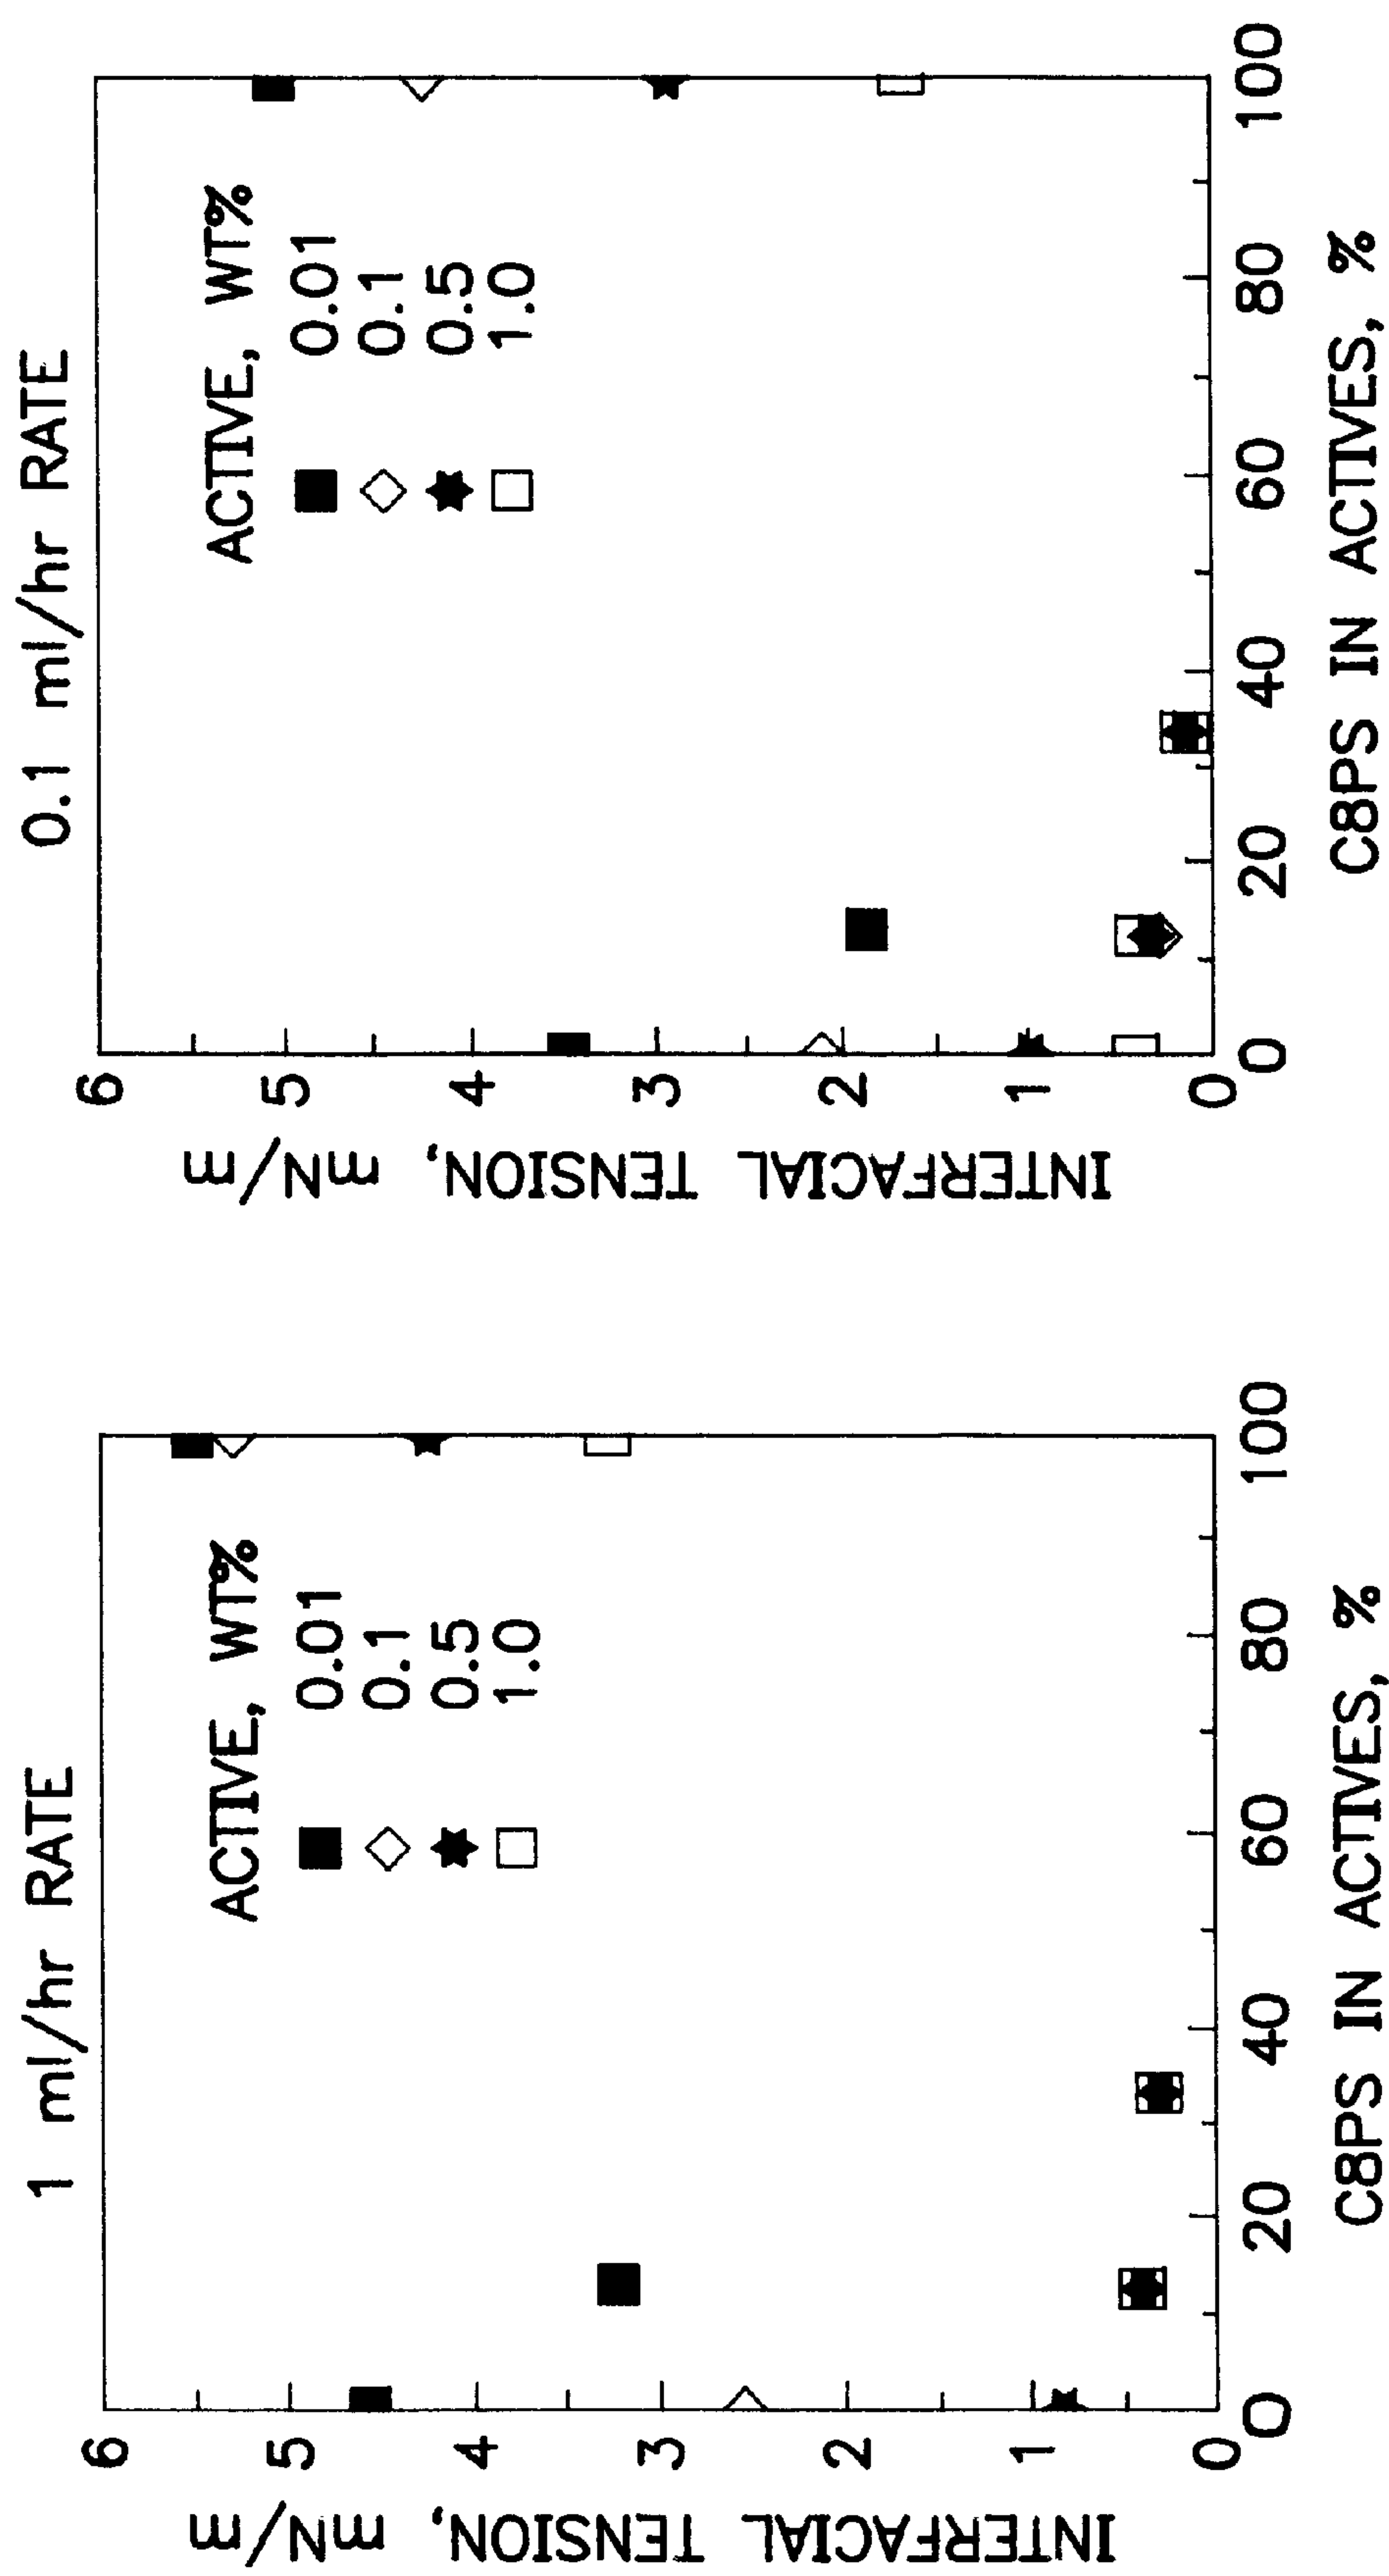 1 ml/hr RATE
INTERFACIAL TENSION, mN/m
6
5
4
3
2
1
0
ACTIVE, WT%
0.01
0.1
0.5
1.0
0 20 40 60 80 100
C8PS IN ACTIVES, %
0.1 ml/hr RATE
INTERFACIAL TENSION, mN/m
6
5
4
3
2
1
0
ACTIVE, WT%
0.01
0.1
0.5
1.0
0 20 40 60 80 100
C8PS IN ACTIVES, %